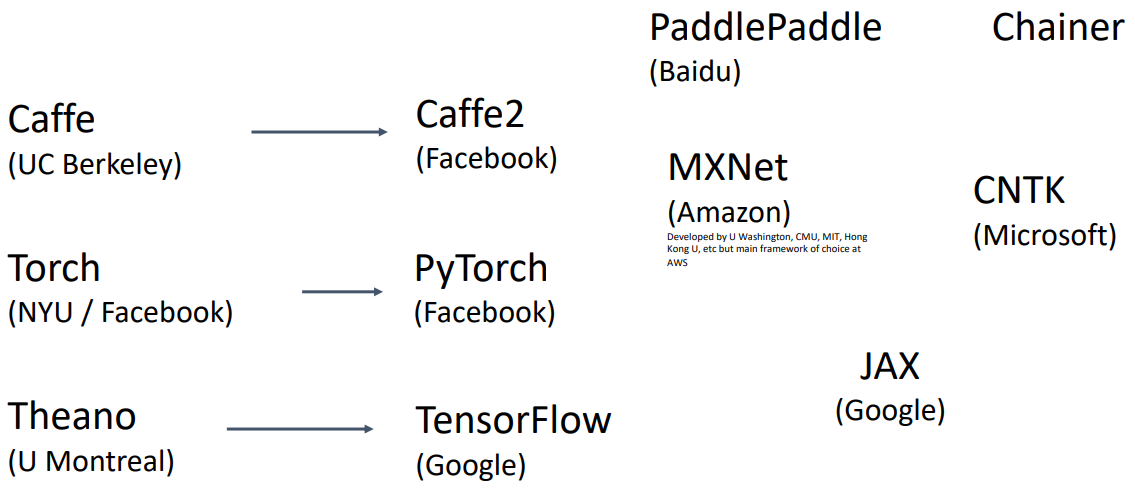 Caffe
(UC Berkeley)
Caffe2
(Facebook)
Torch
(NYU / Facebook)
PyTorch
(Facebook)
Theano
(U Montreal)
TensorFlow
(Google)
PaddlePaddle
(Baidu)
Chainer
MXNet
(Amazon)
Developed by U Washington, CMU, MIT, Hong
Kong U, etc but main framework of choice at
AWS
CNTK
(Microsoft)
JAX
(Google)